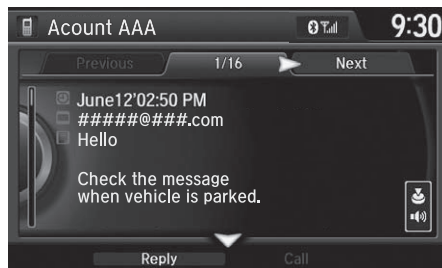 Acount AAA
9:30
Previous
1/16
Next
June12'02:50 PM
#####@###.com
Hello
Check the message
when vehicle is parked.
Reply
Call